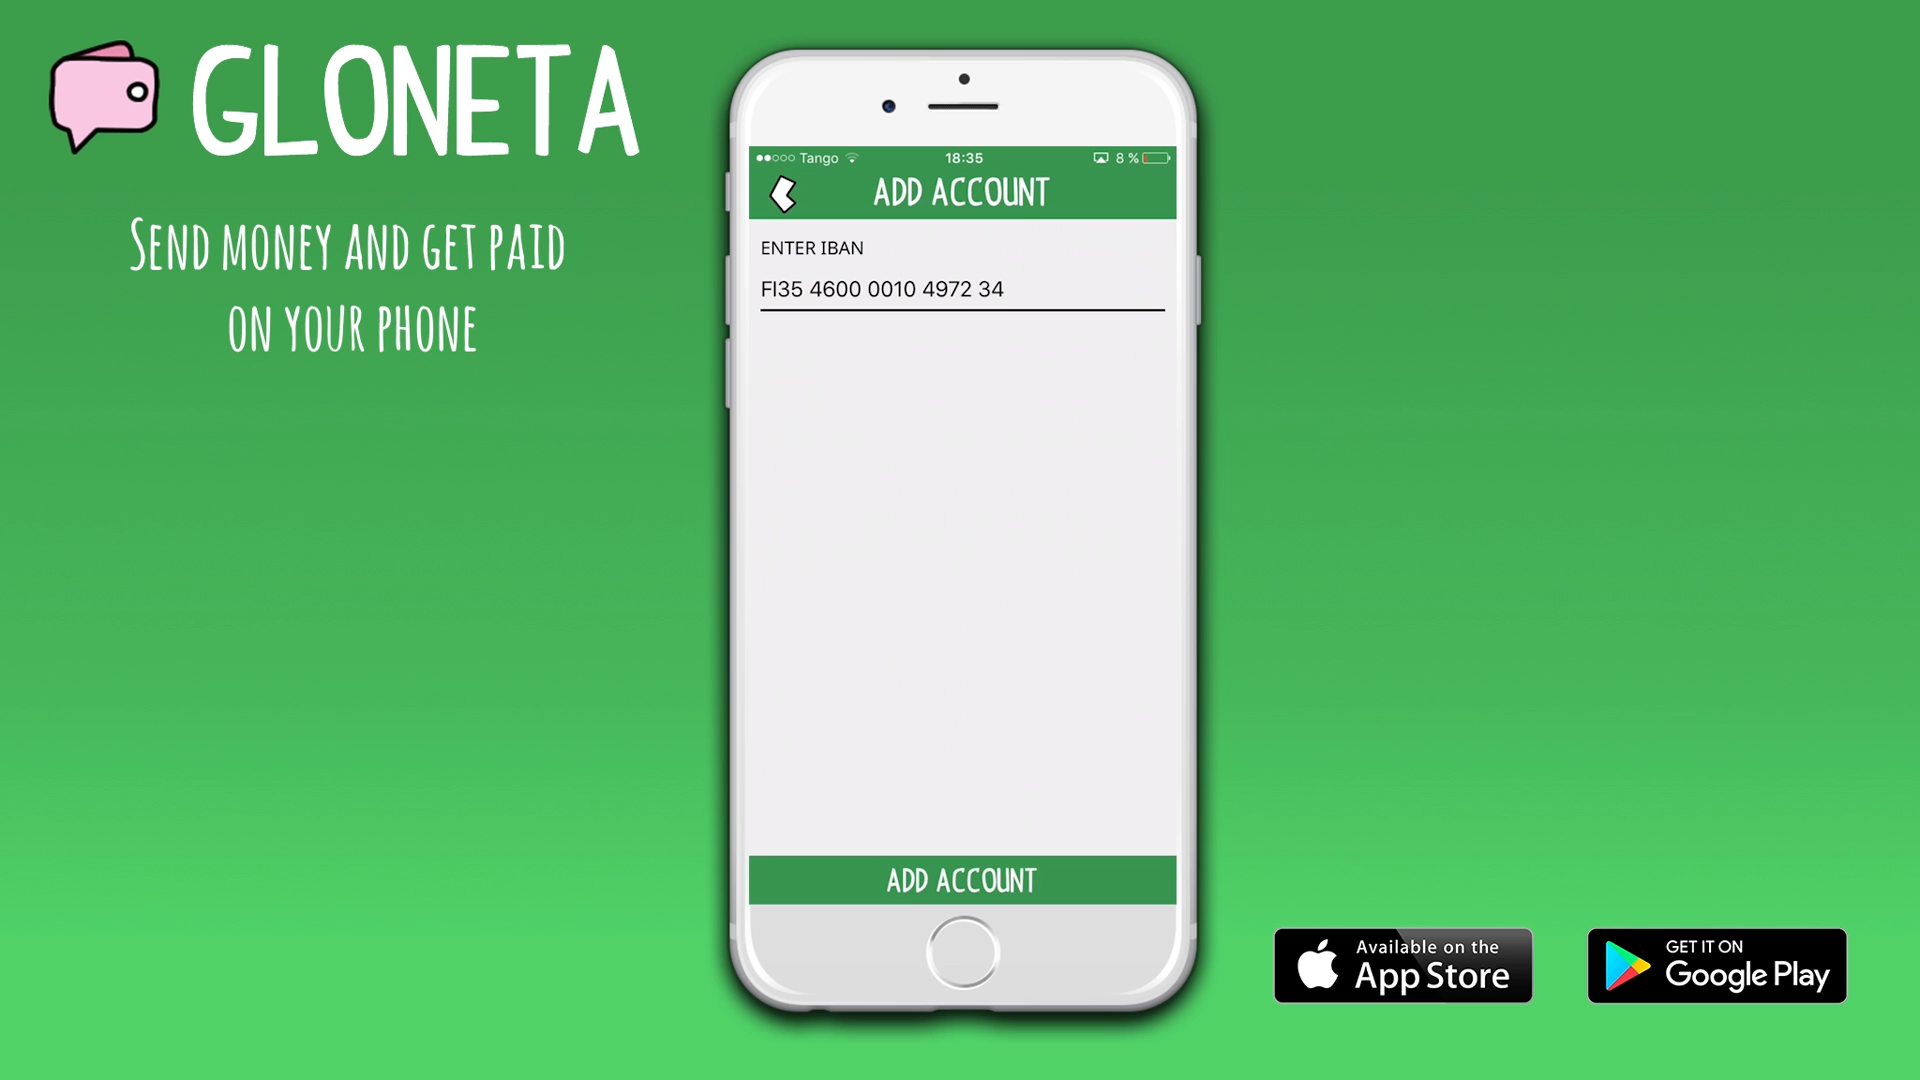 GLONETA
SEND MONEY AND GET PAID
ON YOUR PHONE
Tango 18:35 8 %
ADD ACCOUNT
ENTER IBAN
FI35 4600 0010 4972 34
ADD ACCOUNT
Available on the
App Store
GET IT ON
Google Play